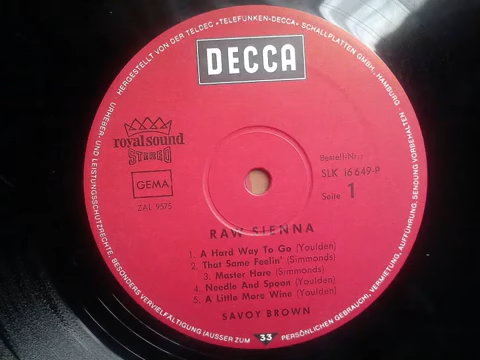 HERGESTELLT VON DER TELDEC »TELEFUNKEN-DECCA« SCHALLPLATTEN GMBH, HAMBURG
URHEBER- UND LEISTUNGSSCHUTZRECHTE, BESONDERS VERVIELFÄLTIGUNG (AUSSER ZUM PERSÖNLICHEN GEBRAUCH), VERMIETUNG, AUFFÜHRUNG, SENDUNG VORBEHALTEN
DECCA
royal sound
STEREO
GEMA
ZAL 9575
Bestell-Nr.
SLK 16649-P
Seite 1
RAW SIENNA
1. A Hard Way To Go (Youlden)
2. That Same Feelin' (Simmonds)
3. Master Hare (Simmonds)
4. Needle And Spoon (Youlden)
5. A Little More Wine (Youlden)
SAVOY BROWN
33